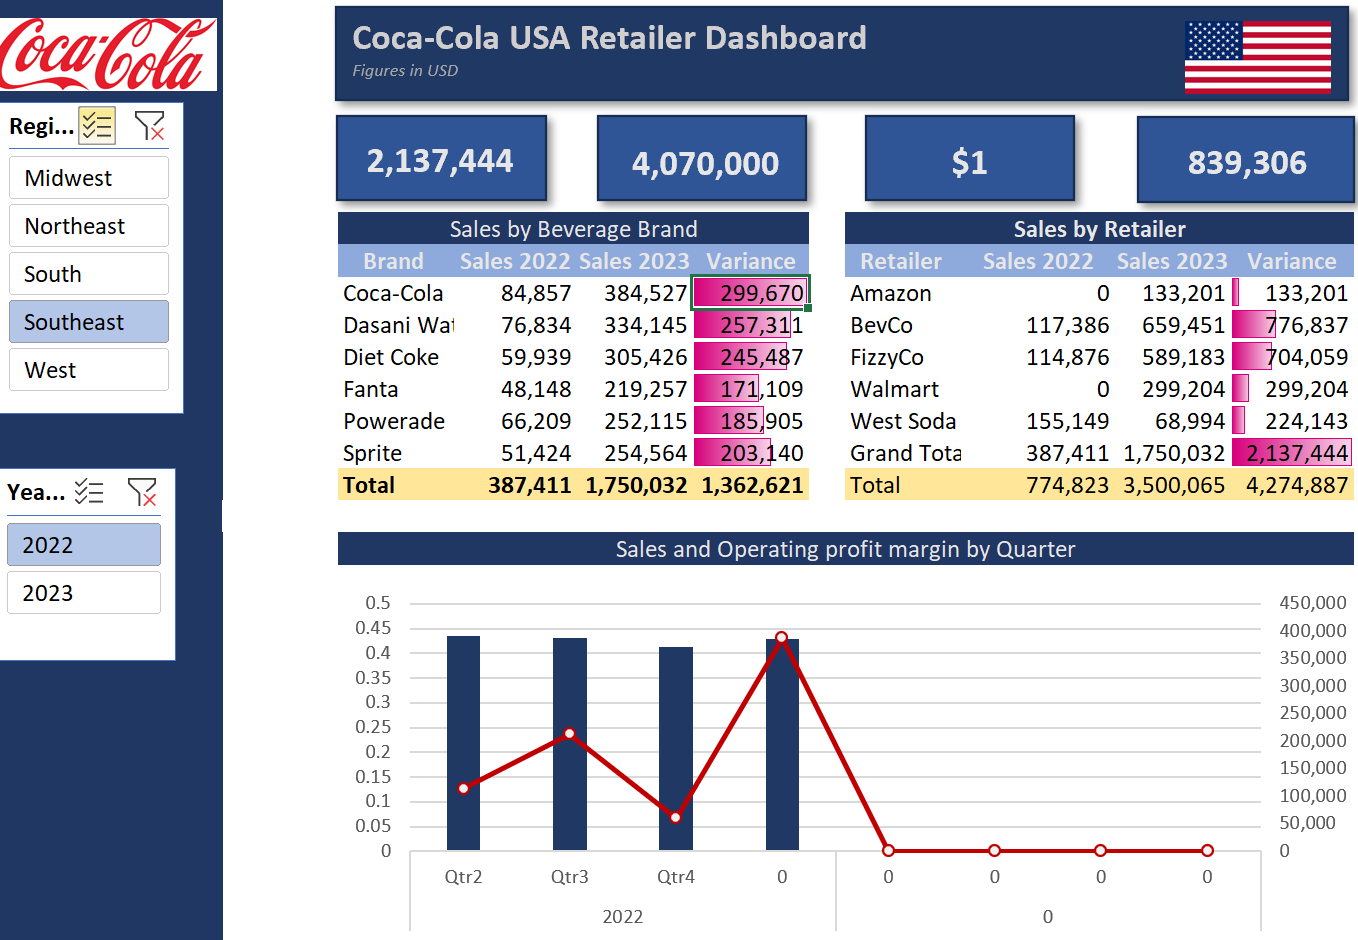 Coca-Cola
Regi...
Midwest
Northeast
South
Southeast
West
Yea...
2022
2023
Coca-Cola USA Retailer Dashboard
Figures in USD
2,137,444 4,070,000 $1 839,306
Sales by Beverage Brand
Brand Sales 2022 Sales 2023 Variance
Coca-Cola 84,857 384,527 299,670
Dasani Wat 76,834 334,145 257,311
Diet Coke 59,939 305,426 245,487
Fanta 48,148 219,257 171,109
Powerade 66,209 252,115 185,905
Sprite 51,424 254,564 203,140
Total 387,411 1,750,032 1,362,621
Sales by Retailer
Retailer Sales 2022 Sales 2023 Variance
Amazon 0 133,201 133,201
BevCo 117,386 659,451 776,837
FizzyCo 114,876 589,183 704,059
Walmart 0 299,204 299,204
West Soda 155,149 68,994 224,143
Grand Tota 387,411 1,750,032 2,137,444
Total 774,823 3,500,065 4,274,887
Sales and Operating profit margin by Quarter
0.5
0.45
0.4
0.35
0.3
0.25
0.2
0.15
0.1
0.05
0
450,000
400,000
350,000
300,000
250,000
200,000
150,000
100,000
50,000
0
Qtr2 Qtr3 Qtr4 0 0 0 0 0
2022 0